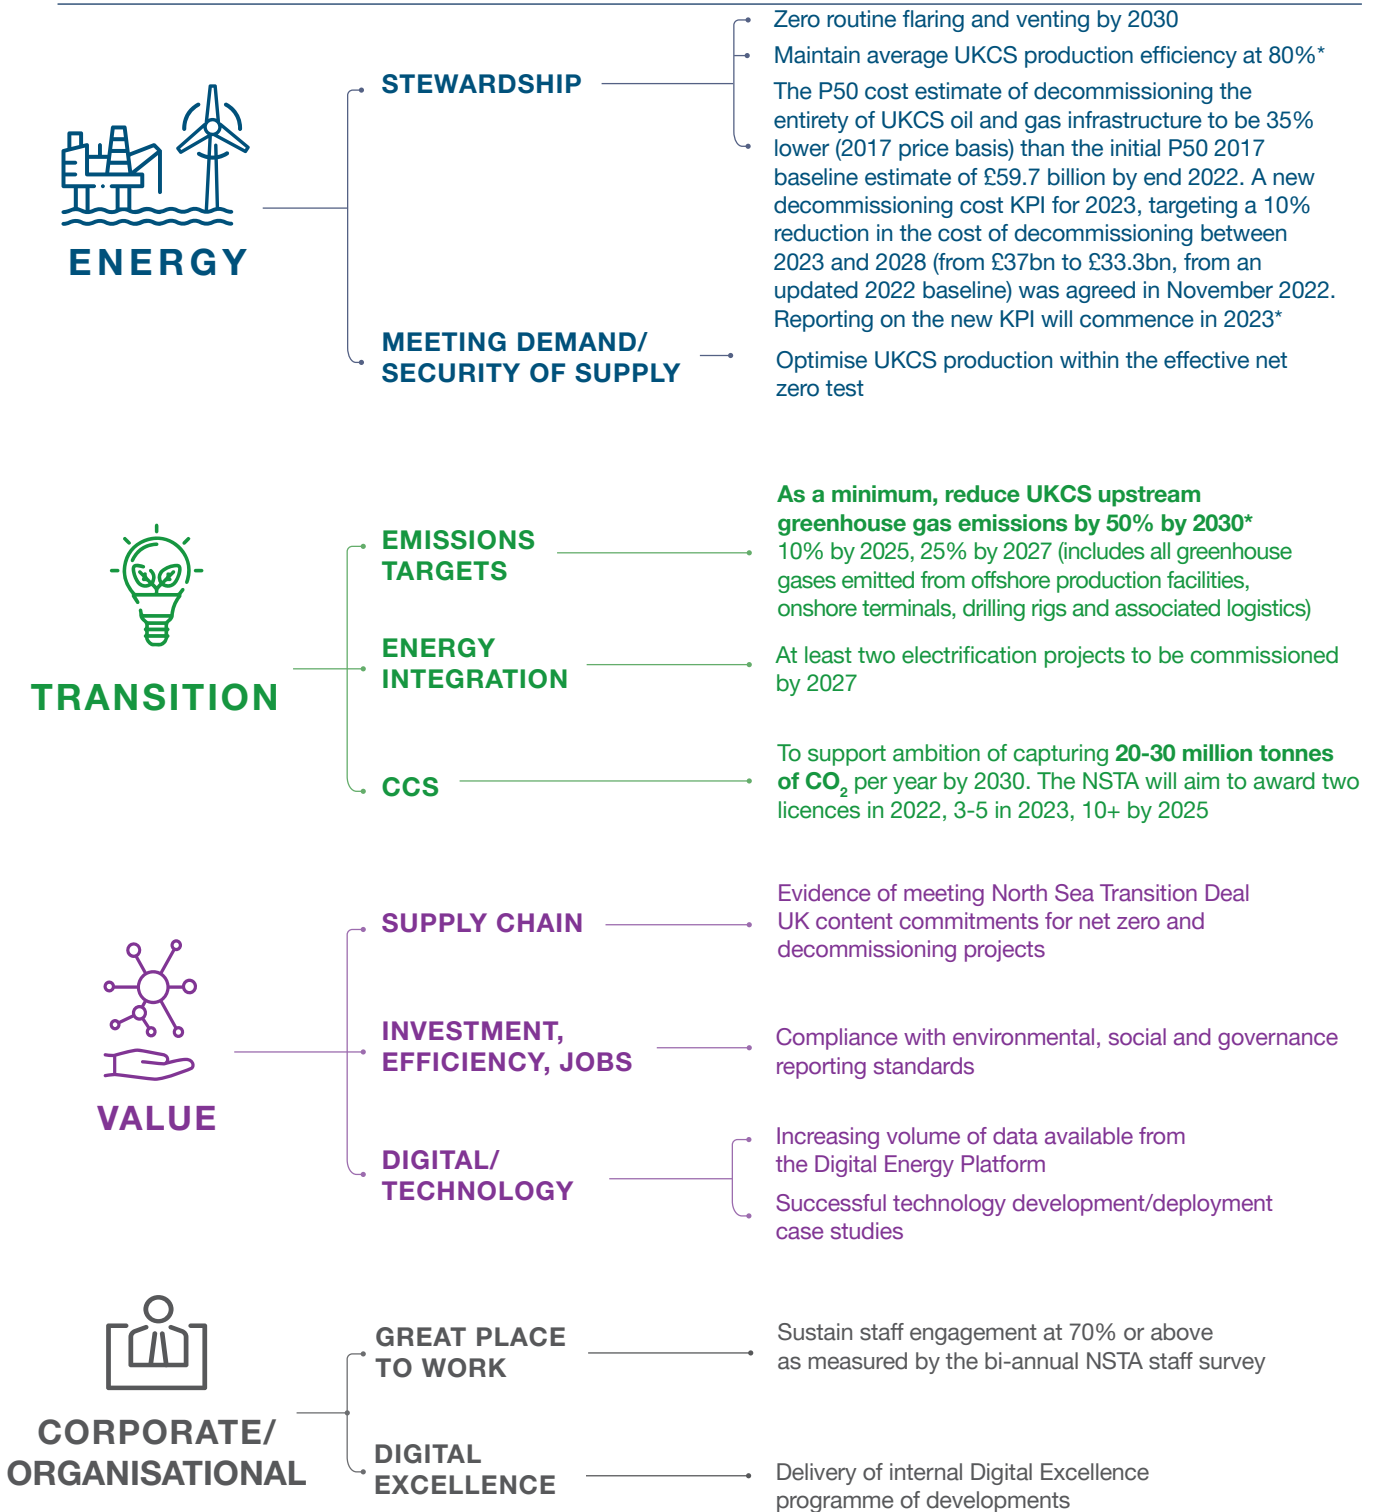 ENERGY
STEWARDSHIP
Zero routine flaring and venting by 2030
Maintain average UKCS production efficiency at 80%*
The P50 cost estimate of decommissioning the
entirety of UKCS oil and gas infrastructure to be 35%
lower (2017 price basis) than the initial P50 2017
baseline estimate of £59.7 billion by end 2022. A new
decommissioning cost KPI for 2023, targeting a 10%
reduction in the cost of decommissioning between
2023 and 2028 (from £37bn to £33.3bn, from an
updated 2022 baseline) was agreed in November 2022.
Reporting on the new KPI will commence in 2023*
MEETING DEMAND/
SECURITY OF SUPPLY
Optimise UKCS production within the effective net
zero test
TRANSITION
EMISSIONS
TARGETS
As a minimum, reduce UKCS upstream
greenhouse gas emissions by 50% by 2030*
10% by 2025, 25% by 2027 (includes all greenhouse
gases emitted from offshore production facilities,
onshore terminals, drilling rigs and associated logistics)
ENERGY
INTEGRATION
At least two electrification projects to be commissioned
by 2027
CCS
To support ambition of capturing 20-30 million tonnes
of CO₂ per year by 2030. The NSTA will aim to award two
licences in 2022, 3-5 in 2023, 10+ by 2025
VALUE
SUPPLY CHAIN
Evidence of meeting North Sea Transition Deal
UK content commitments for net zero and
decommissioning projects
INVESTMENT,
EFFICIENCY, JOBS
Compliance with environmental, social and governance
reporting standards
DIGITAL/
TECHNOLOGY
Increasing volume of data available from
the Digital Energy Platform
Successful technology development/deployment
case studies
CORPORATE/
ORGANISATIONAL
GREAT PLACE
TO WORK
Sustain staff engagement at 70% or above
as measured by the bi-annual NSTA staff survey
DIGITAL
EXCELLENCE
Delivery of internal Digital Excellence
programme of developments